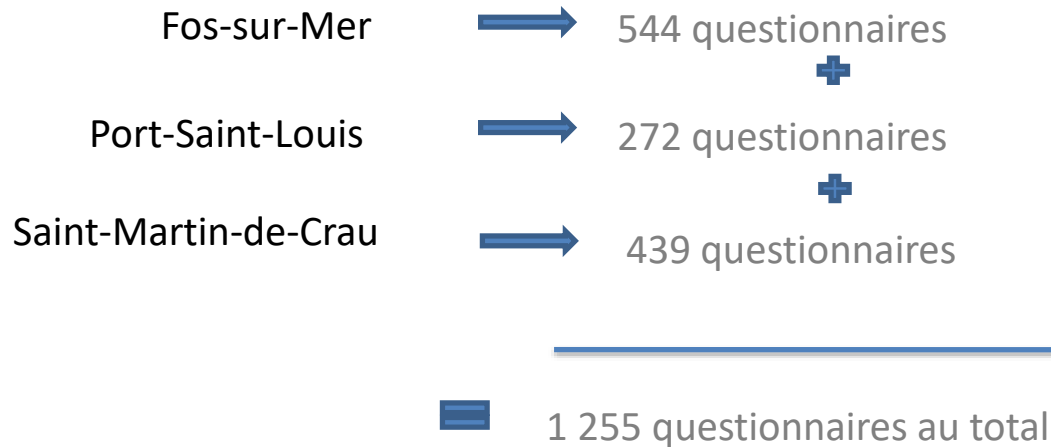 Fos-sur-Mer 544 questionnaires
Port-Saint-Louis 272 questionnaires
Saint-Martin-de-Crau 439 questionnaires
1 255 questionnaires au total